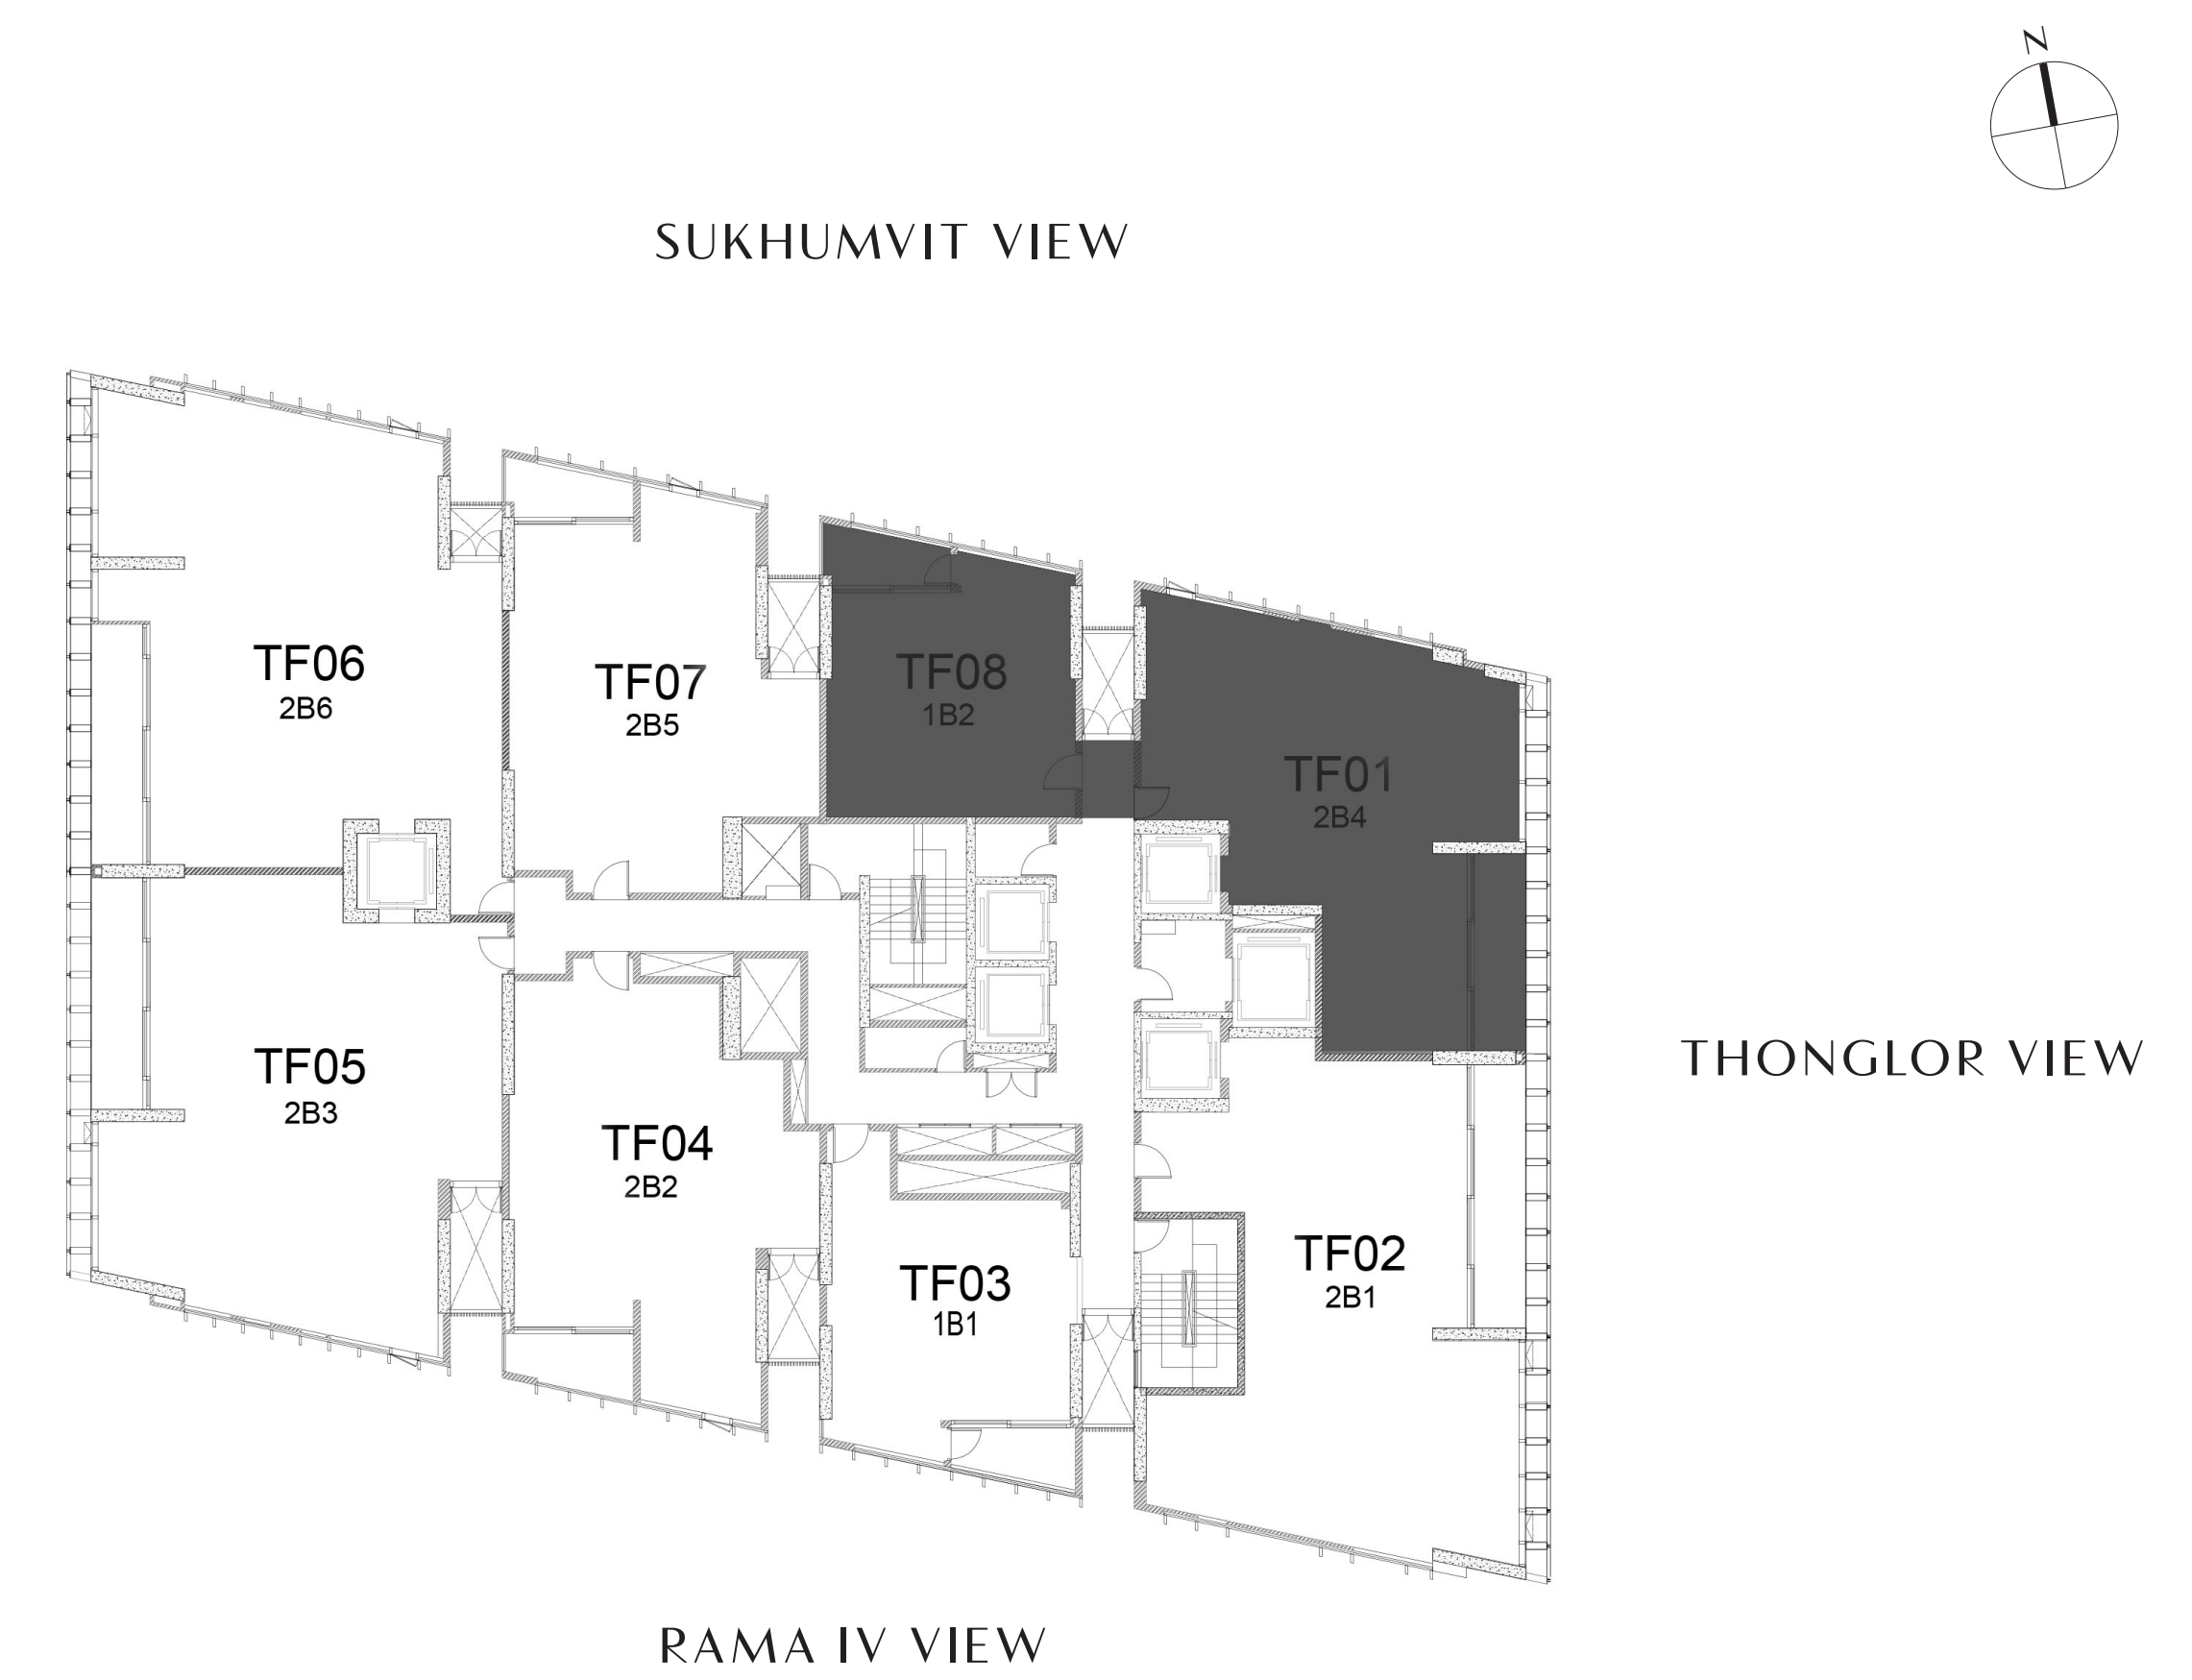 N
SUKHUMVIT VIEW
TF06
2B6
TF07
2B5
TF08
1B2
TF01
2B4
TF05
2B3
TF04
2B2
TF03
1B1
TF02
2B1
THONGLOR VIEW
RAMA IV VIEW